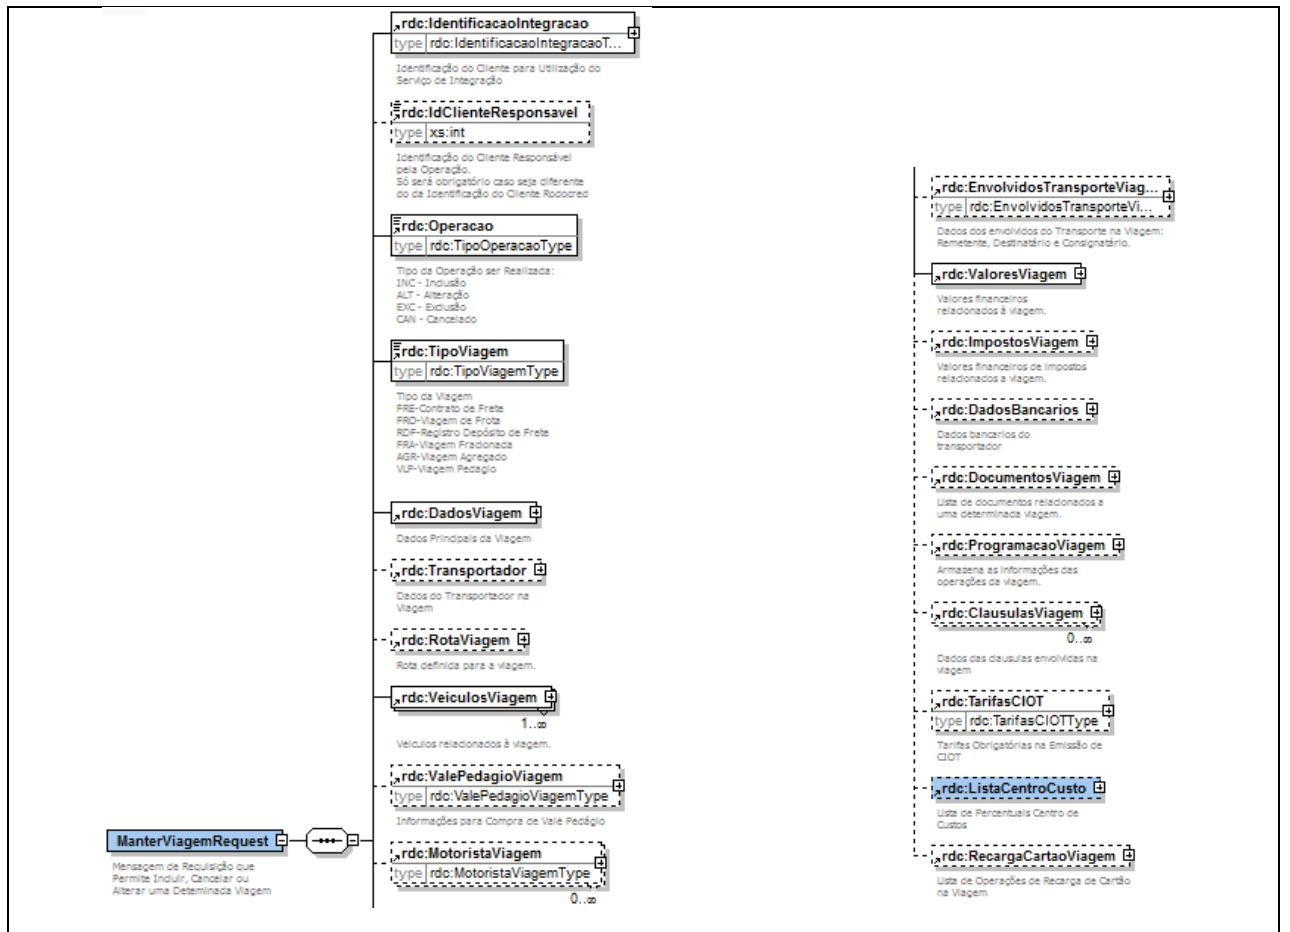 rdc:IdentificacaoIntegracao
type rdc:IdentificacaoIntegracaoT...
Identificação do Cliente para Utilização do
Serviço de Integração
rdc:IdClienteResponsavel
type xs:int
Identificação do Cliente Responsável
pela Operação.
Só será obrigatório caso seja diferente
do da Identificação do Cliente Rodocred
rdc:Operacao
type rdc:TipoOperacaoType
Tipo da Operação ser Realizada:
INC - Inclusão
ALT - Alteração
EXC - Exclusão
CAN - Cancelado
rdc:TipoViagem
type rdc:TipoViagemType
Tipo da Viagem
FRE-Contrato de Frete
FRO-Viagem de Frota
RDF-Registro Depósito de Frete
FRA-Viagem Fracionada
AGR-Viagem Agregado
VLP-Viagem Pedagio
rdc:DadosViagem
Dados Principais da Viagem
rdc:Transportador
Dados do Transportador na
Viagem
rdc:RotaViagem
Rota definida para a viagem.
rdc:VeiculosViagem
1..∞
Veiculos relacionados à viagem.
rdc:ValePedagioViagem
type rdc:ValePedagioViagemType
Informações para Compra de Vale Pedágio
ManterViagemRequest
Mensagem de Requisição que
Permite Incluir, Cancelar ou
Alterar uma Deteminada Viagem
rdc:MotoristaViagem
type rdc:MotoristaViagemType
0..∞
rdc:EnvolvidosTransporteViag...
type rdc:EnvolvidosTransporteVi...
Dados dos envolvidos do Transporte na Viagem:
Remetente, Destinatário e Consignatário.
rdc:ValoresViagem
Valores financeiros
relacionados à viagem.
rdc:ImpostosViagem
Valores financeiros de Impostos
relacionados a viagem.
rdc:DadosBancarios
Dados bancarios do
transportador
rdc:DocumentosViagem
Lista de documentos relacionados a
uma determinada viagem.
rdc:ProgramacaoViagem
Armazena as informações das
operações da viagem.
rdc:ClausulasViagem
0..∞
Dados das clausulas envolvidas na
viagem
rdc:TarifasCIOT
type rdc:TarifasCIOTType
Tarifas Obrigatórias na Emissão de
CIOT
rdc:ListaCentroCusto
Lista de Percentuais Centro de
Custos
rdc:RecargaCartaoViagem
Lista de Operações de Recarga de Cartão
na Viagem